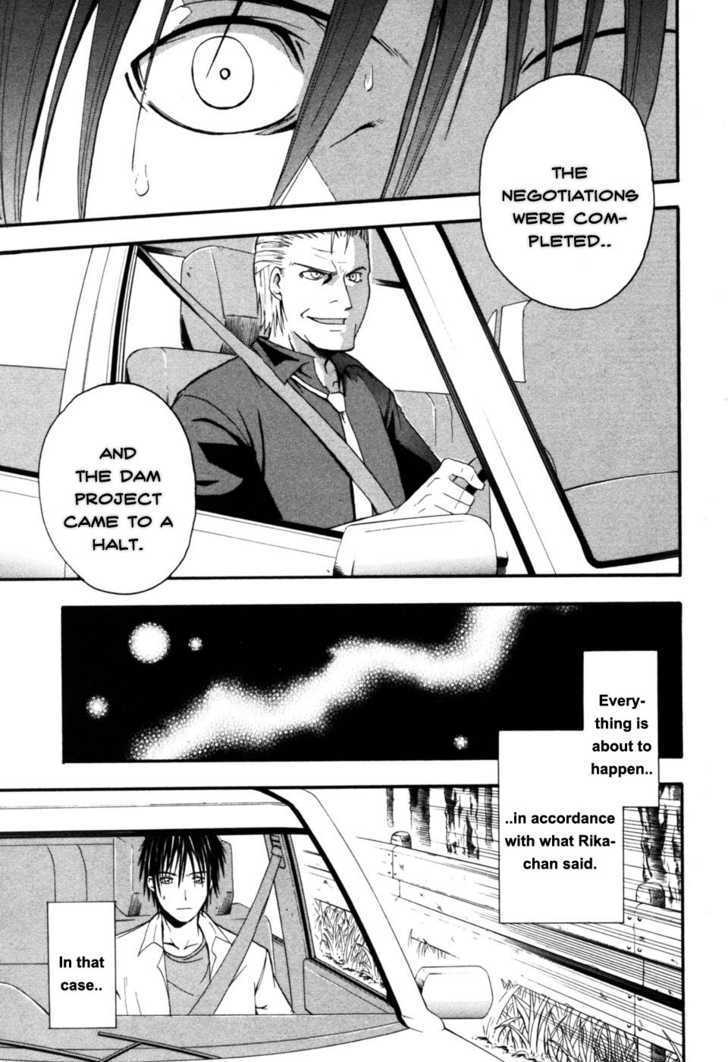 THE
NEGOTIATIONS
WERE COM-
PLETED..
AND
THE DAM
PROJECT
CAME TO A
HALT.
Every-
thing is
about to
happen..
..in accordance
with what Rika-
chan said.
In that
case..